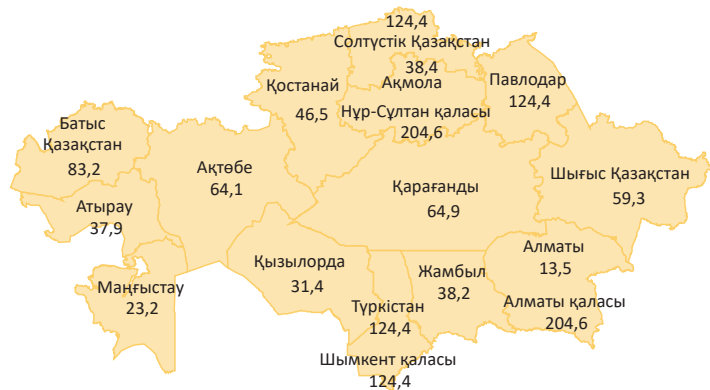 124,4
Солтүстік Қазақстан
38,4
Ақмола
Қостанай
46,5
Павлодар
124,4
Нұр-Сұлтан қаласы
204,6
Батыс
Қазақстан
83,2
Ақтөбе
64,1
Қарағанды
64,9
Шығыс Қазақстан
59,3
Атырау
37,9
Маңғыстау
23,2
Қызылорда
31,4
Жамбыл
38,2
Алматы
13,5
Түркістан
124,4
Алматы қаласы
204,6
Шымкент қаласы
124,4